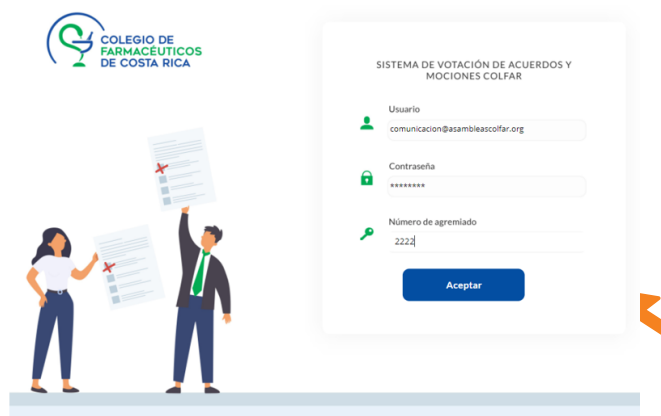 COLEGIO DE
FARMACÉUTICOS
DE COSTA RICA
SISTEMA DE VOTACIÓN DE ACUERDOS Y
MOCIONES COLFAR
Usuario
comunicacion@asambleascolfar.org
Contraseña
********
Número de agremiado
2222
Aceptar